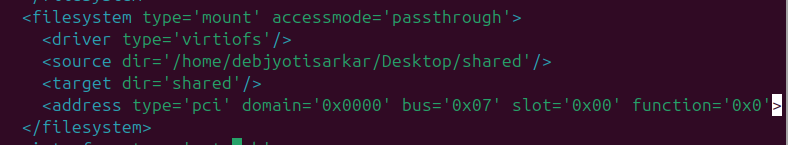 <filesystem type='mount' accessmode='passthrough'>
<driver type='virtiofs'/>
<source dir='/home/debjyotisarkar/Desktop/shared'/>
<target dir='shared'/>
<address type='pci' domain='0x0000' bus='0x07' slot='0x00' function='0x0'>
</filesystem>